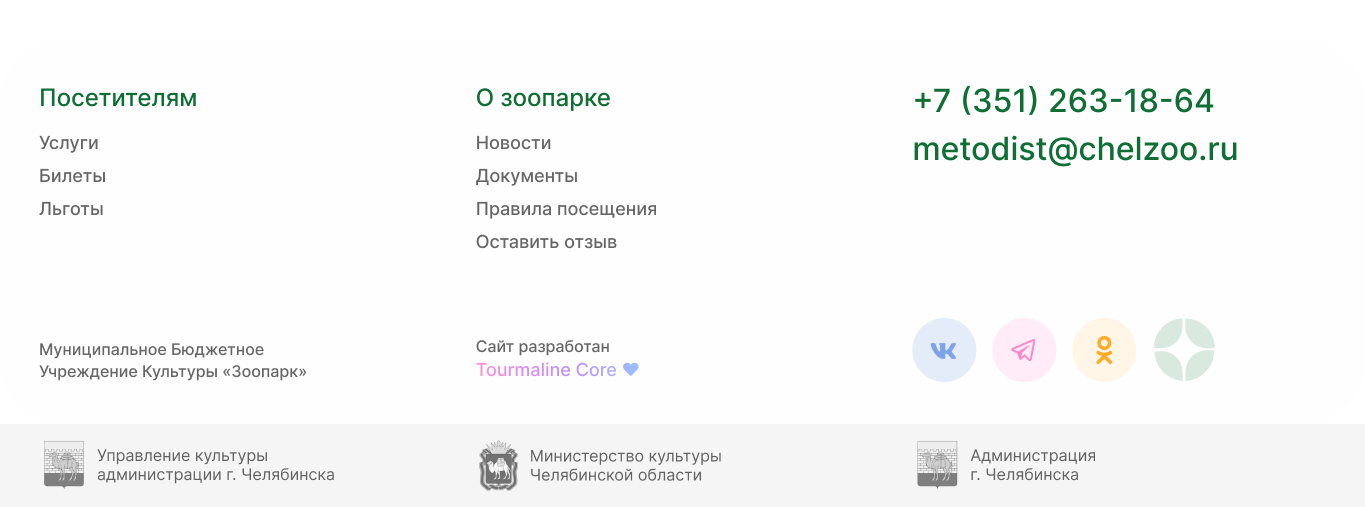 Посетителям
Услуги
Билеты
Льготы
О зоопарке
Новости
Документы
Правила посещения
Оставить отзыв
+7 (351) 263-18-64
metodist@chelzoo.ru
Муниципальное Бюджетное
Учреждение Культуры «Зоопарк»
Сайт разработан
Tourmaline Core
Управление культуры
администрации г. Челябинска
Министерство культуры
Челябинской области
Администрация
г. Челябинска